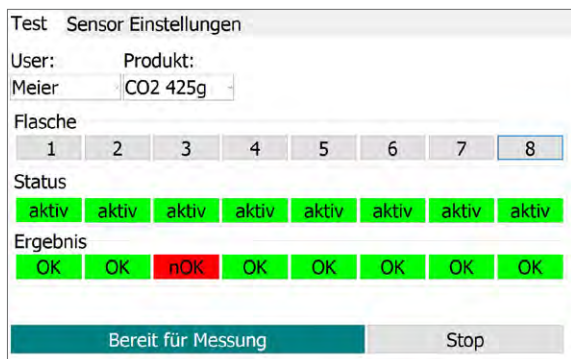 Test Sensor Einstellungen
User: Produkt:
Meier CO2 425g
Flasche
1 2 3 4 5 6 7 8
Status
aktiv aktiv aktiv aktiv aktiv aktiv aktiv aktiv
Ergebnis
OK OK nOK OK OK OK OK OK
Bereit für Messung Stop